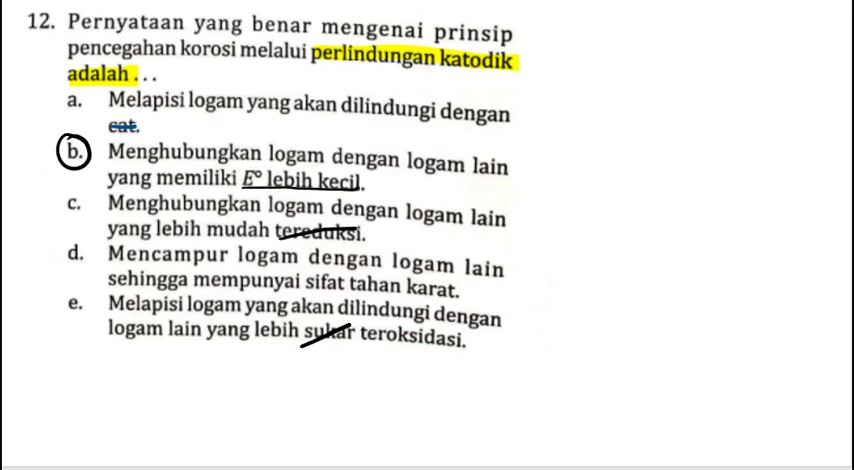 12. Pernyataan yang benar mengenai prinsip
pencegahan korosi melalui perlindungan katodik
adalah . . .
a. Melapisi logam yang akan dilindungi dengan
cat.
b. Menghubungkan logam dengan logam lain
yang memiliki E° lebih kecil.
c. Menghubungkan logam dengan logam lain
yang lebih mudah tereduksi.
d. Mencampur logam dengan logam lain
sehingga mempunyai sifat tahan karat.
e. Melapisi logam yang akan dilindungi dengan
logam lain yang lebih sukar teroksidasi.